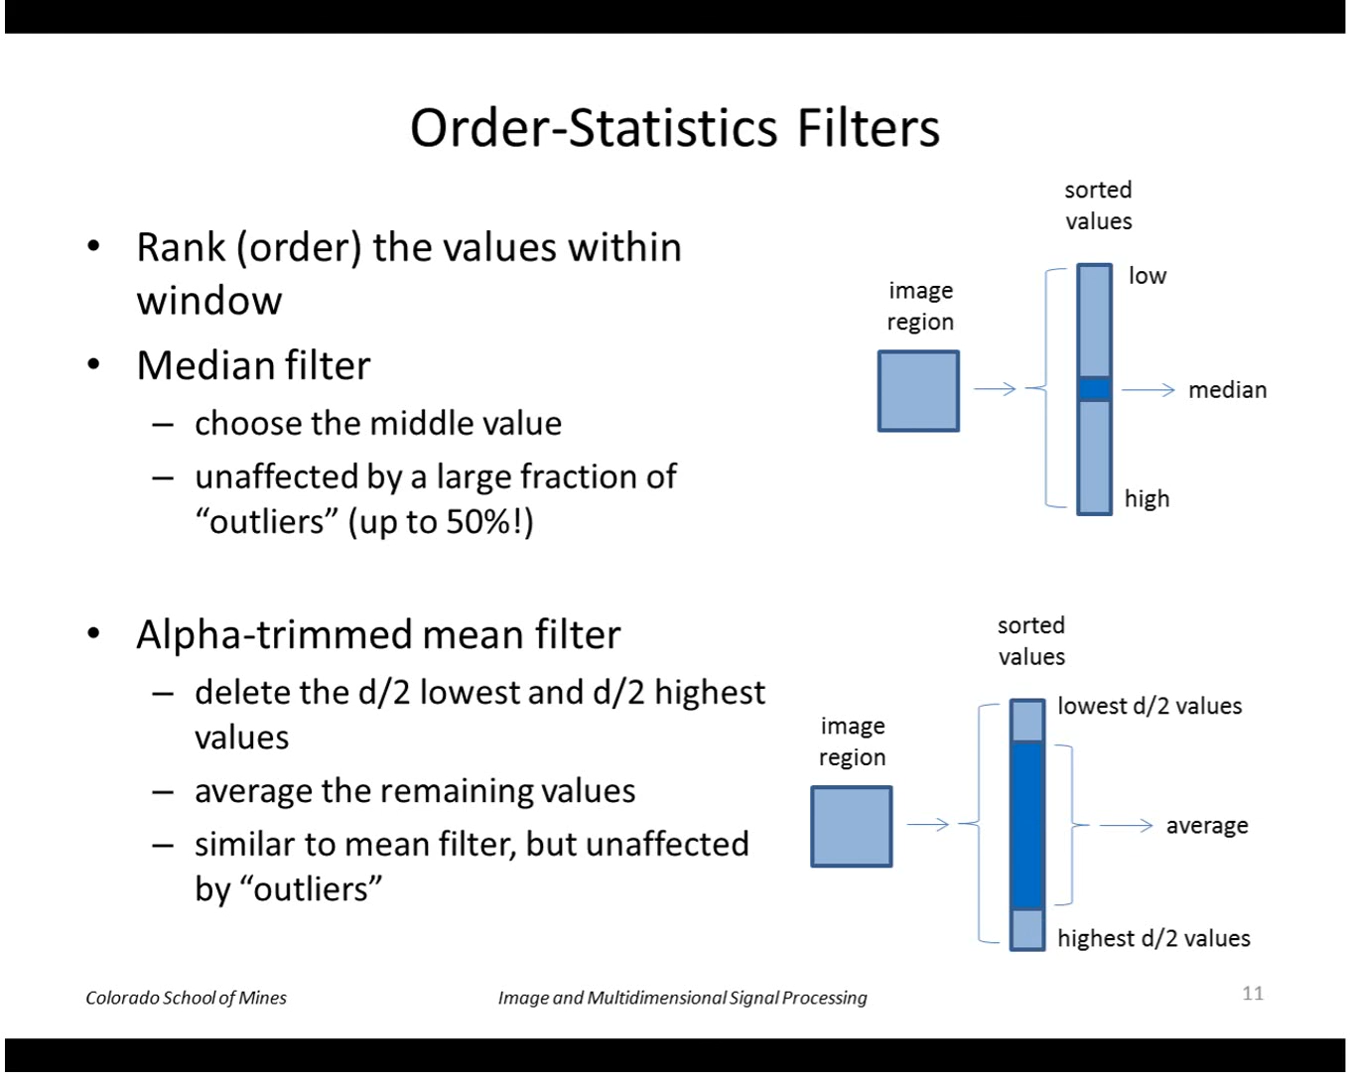 Order-Statistics Filters
• Rank (order) the values within
window
• Median filter
– choose the middle value
– unaffected by a large fraction of
“outliers” (up to 50%!)
sorted
values
image
region
low
median
high
• Alpha-trimmed mean filter
– delete the d/2 lowest and d/2 highest
values
– average the remaining values
– similar to mean filter, but unaffected
by “outliers”
sorted
values
image
region
lowest d/2 values
average
highest d/2 values
Colorado School of Mines
Image and Multidimensional Signal Processing
11